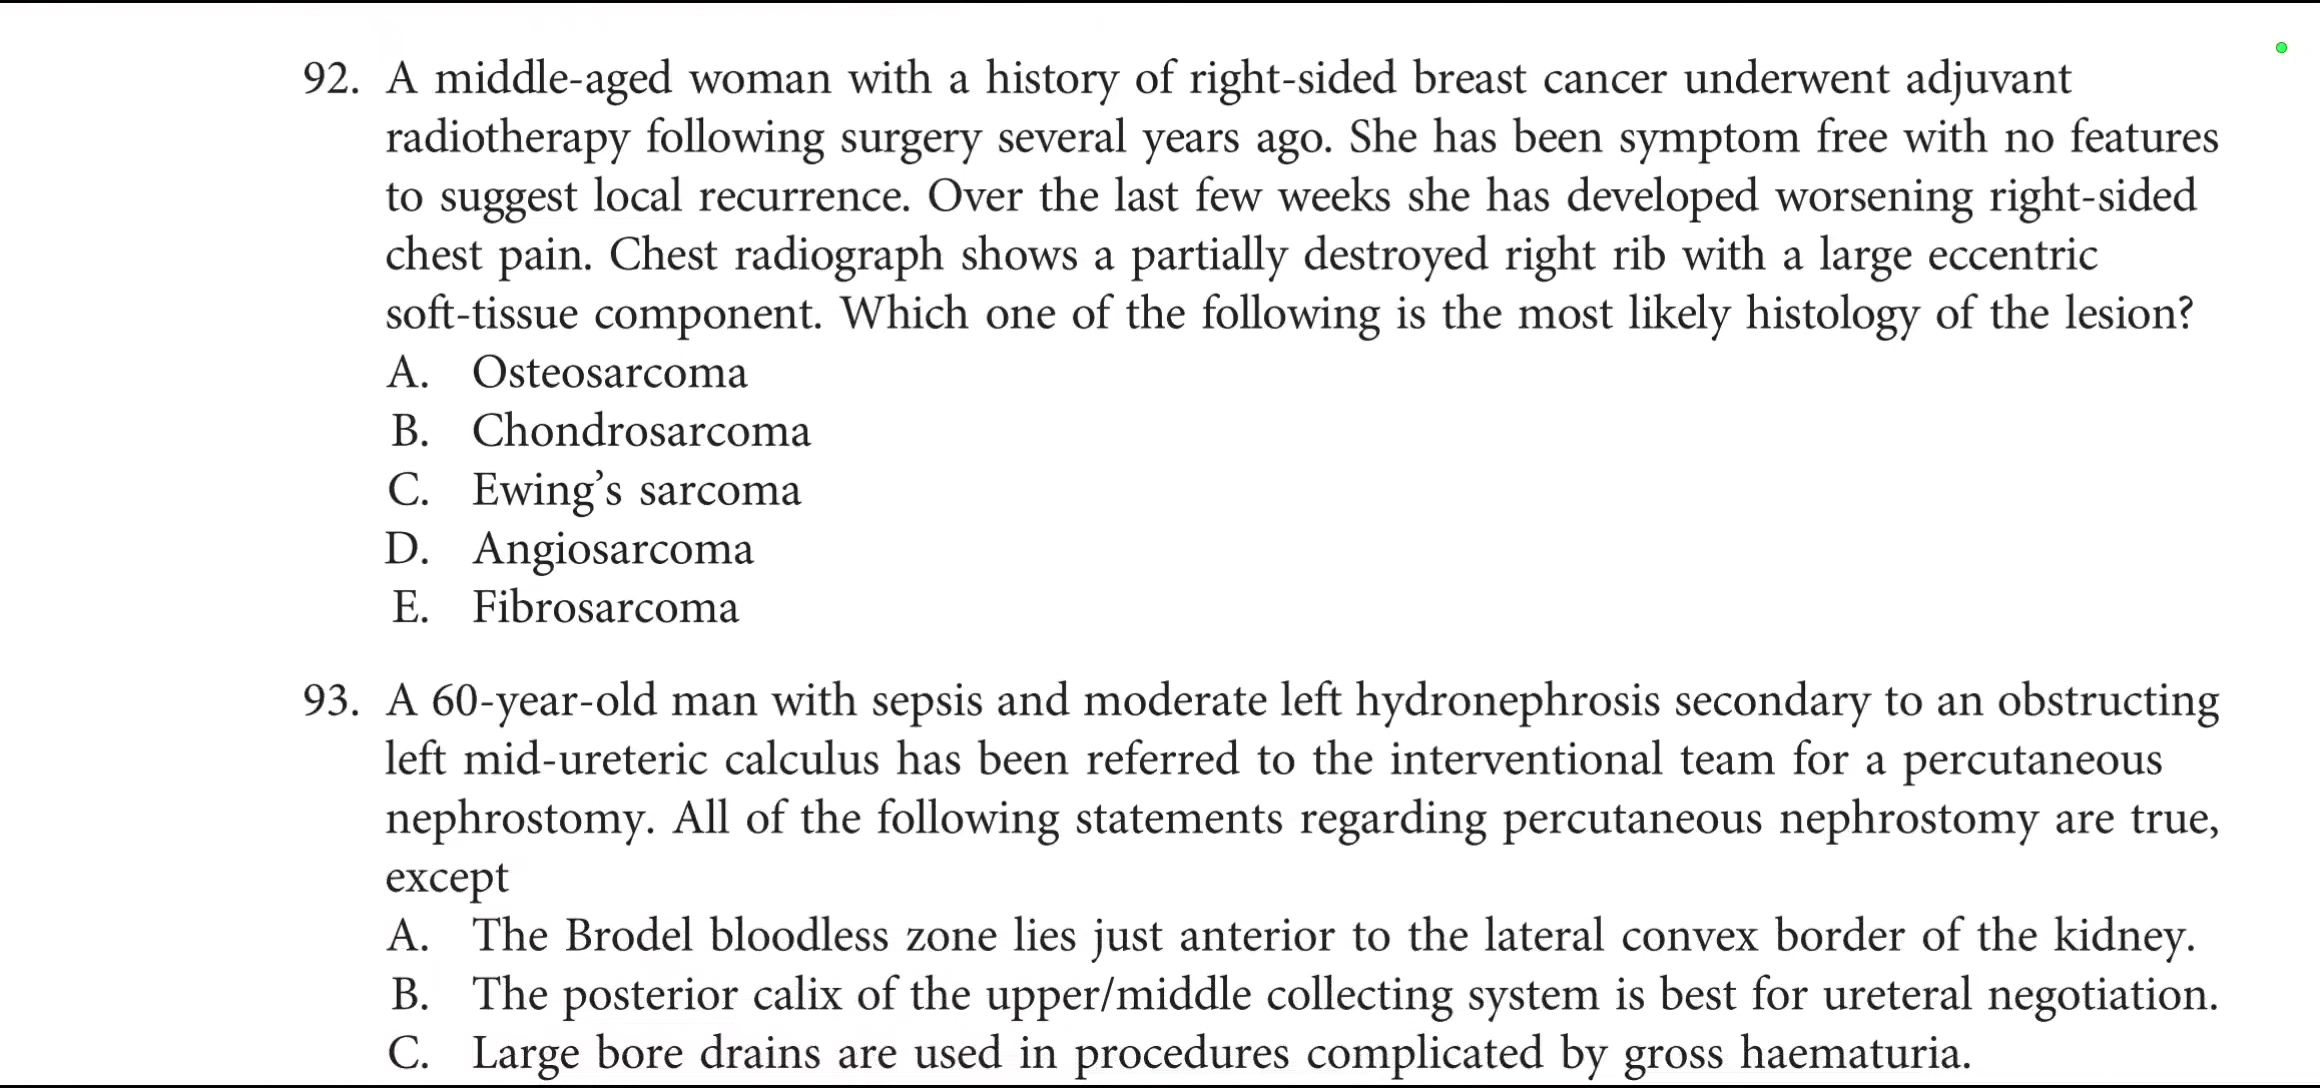 92. A middle-aged woman with a history of right-sided breast cancer underwent adjuvant
radiotherapy following surgery several years ago. She has been symptom free with no features
to suggest local recurrence. Over the last few weeks she has developed worsening right-sided
chest pain. Chest radiograph shows a partially destroyed right rib with a large eccentric
soft-tissue component. Which one of the following is the most likely histology of the lesion?
A. Osteosarcoma
B. Chondrosarcoma
C. Ewing’s sarcoma
D. Angiosarcoma
E. Fibrosarcoma
93. A 60-year-old man with sepsis and moderate left hydronephrosis secondary to an obstructing
left mid-ureteric calculus has been referred to the interventional team for a percutaneous
nephrostomy. All of the following statements regarding percutaneous nephrostomy are true,
except
A. The Brodel bloodless zone lies just anterior to the lateral convex border of the kidney.
B. The posterior calix of the upper/middle collecting system is best for ureteral negotiation.
C. Large bore drains are used in procedures complicated by gross haematuria.